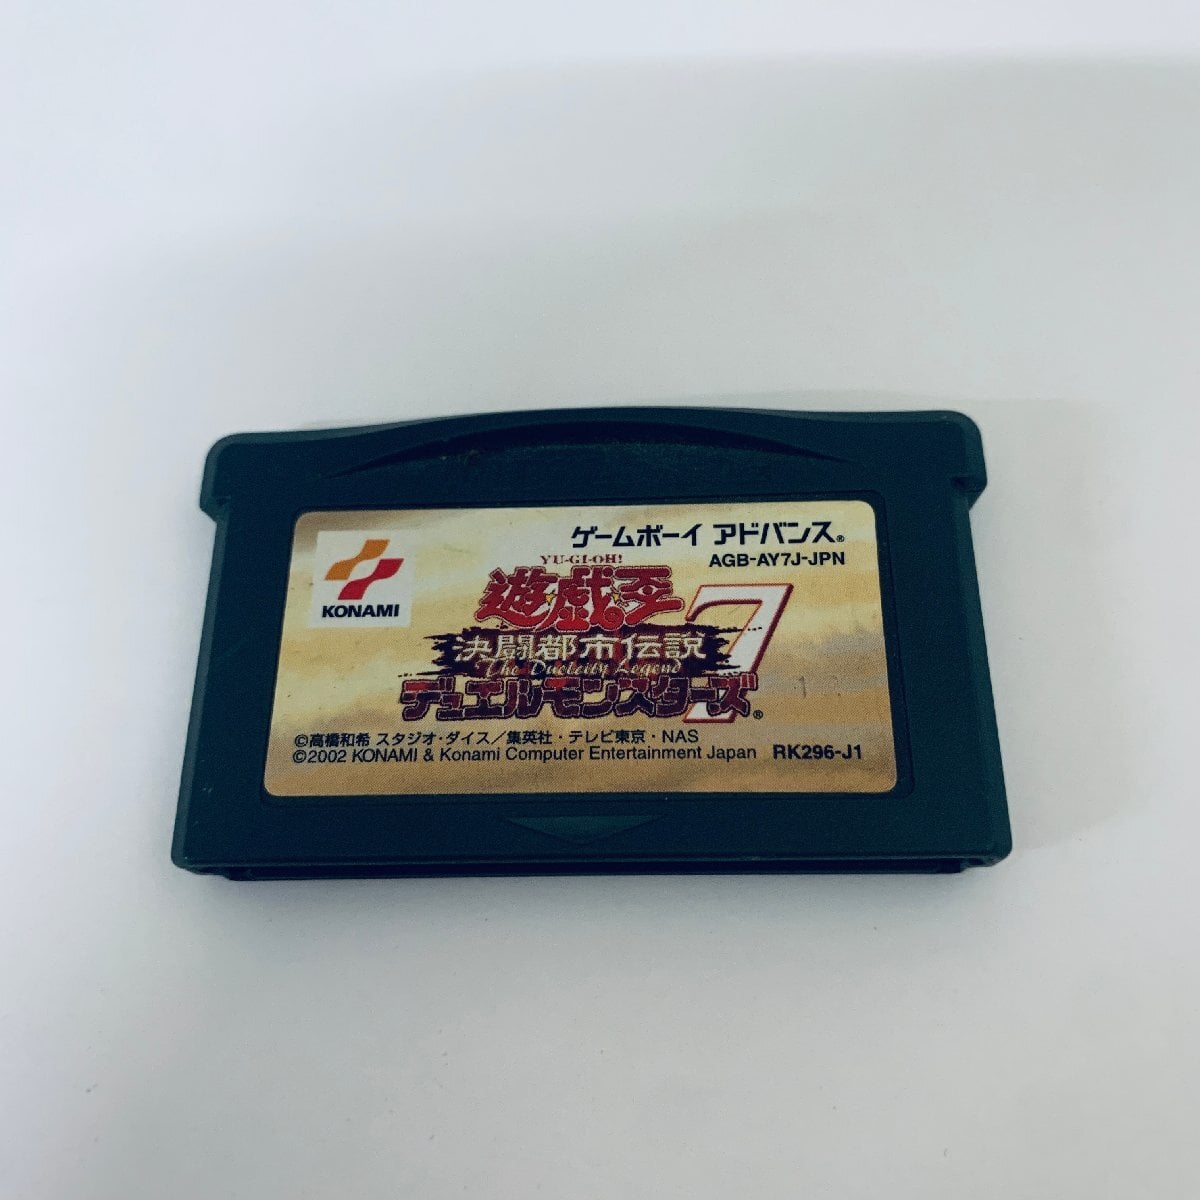 ゲームボーイ アドバンス®
AGB-AY7J-JPN
KONAMI
YU-GI-OH!
遊☆戯☆王
7
決闘都市伝説
The Duelcity Legend
デュエルモンスターズ®
©高橋和希 スタジオ・ダイス／集英社・テレビ東京・NAS
©2002 KONAMI & Konami Computer Entertainment Japan RK296-J1